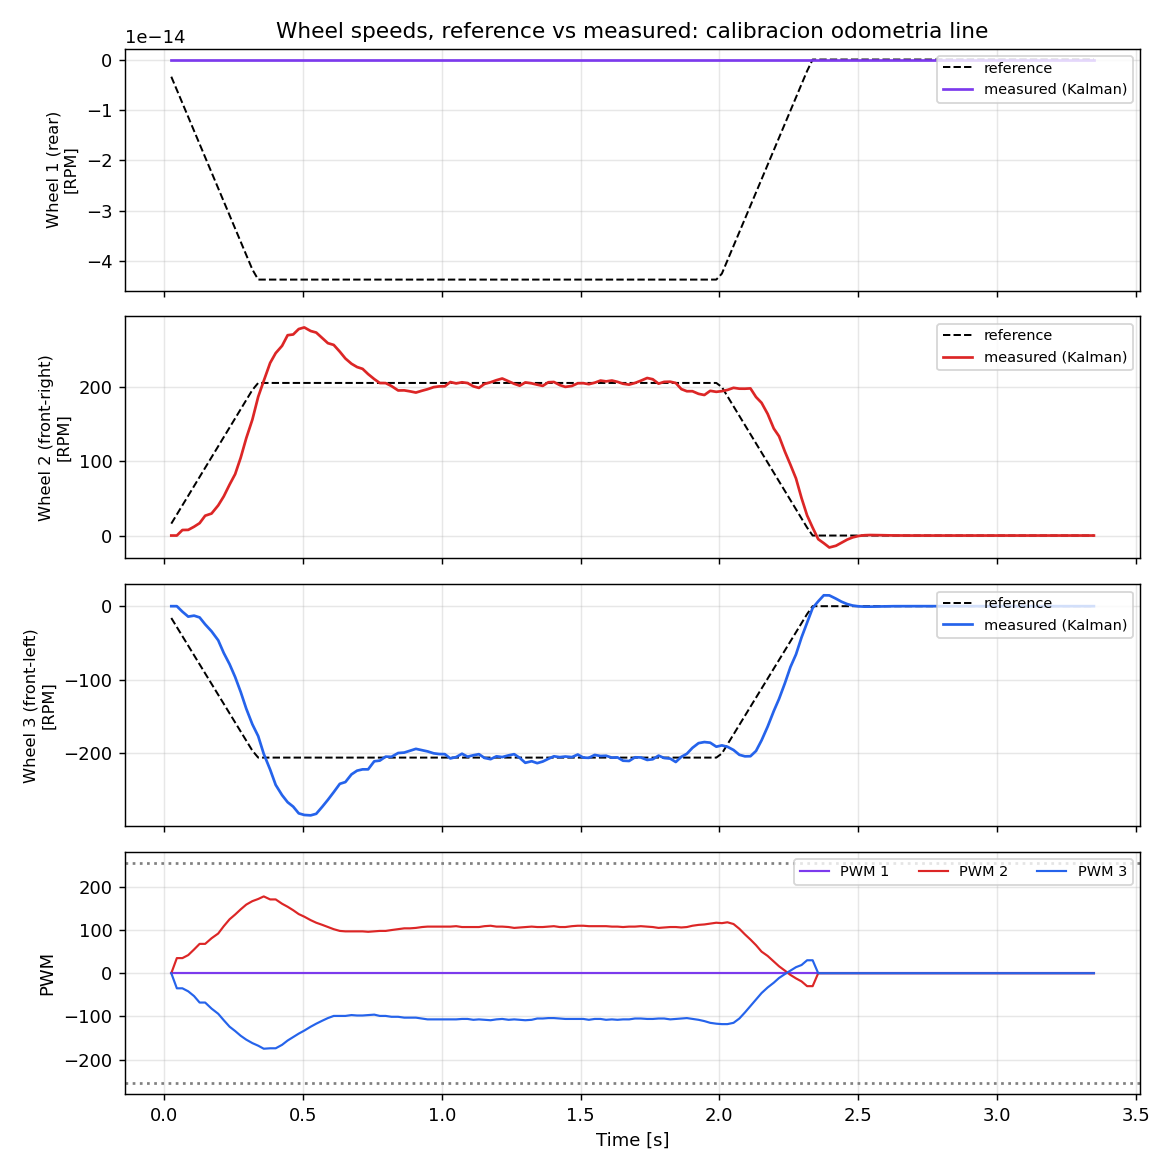 Wheel speeds, reference vs measured: calibracion odometria line
1e−14
0
−1
−2
−3
−4
Wheel 1 (rear)
[RPM]
reference
measured (Kalman)
200
100
0
Wheel 2 (front-right)
[RPM]
reference
measured (Kalman)
0
−100
−200
Wheel 3 (front-left)
[RPM]
reference
measured (Kalman)
200
100
0
−100
−200
PWM
PWM 1 PWM 2 PWM 3
0.0 0.5 1.0 1.5 2.0 2.5 3.0 3.5
Time [s]